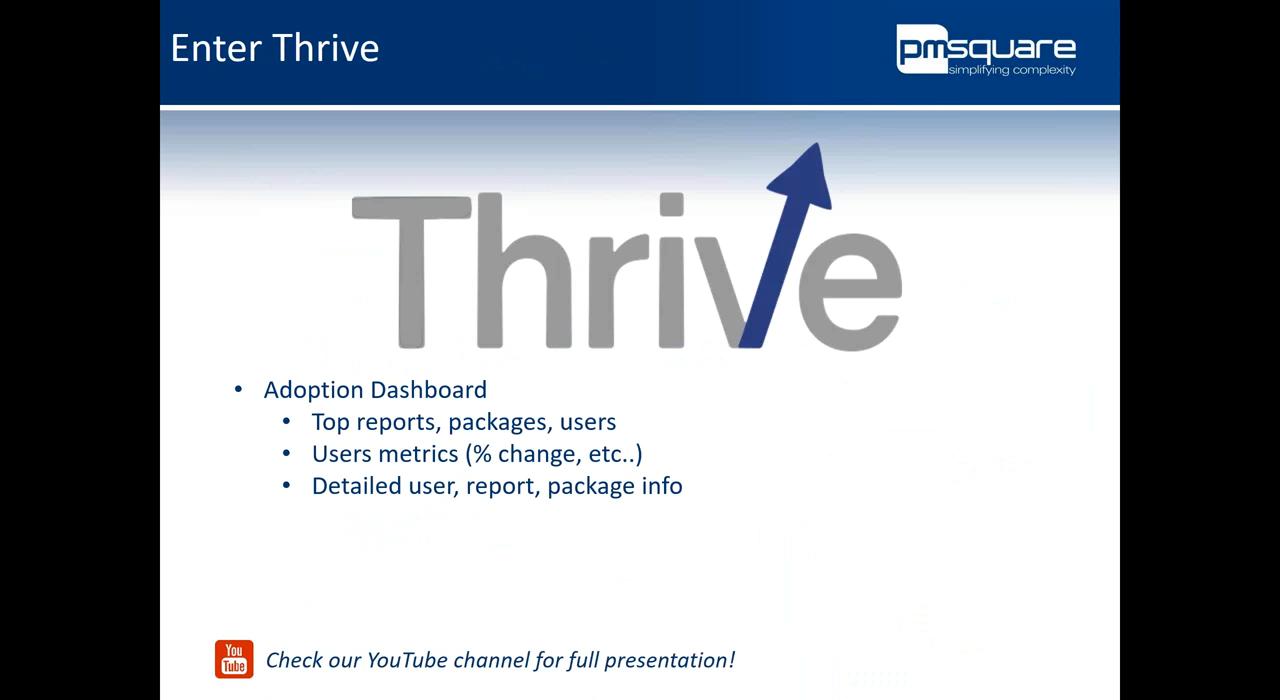 Enter Thrive
pmsquare
simplifying complexity
Thrive
• Adoption Dashboard
• Top reports, packages, users
• Users metrics (% change, etc..)
• Detailed user, report, package info
You
Tube
Check our YouTube channel for full presentation!